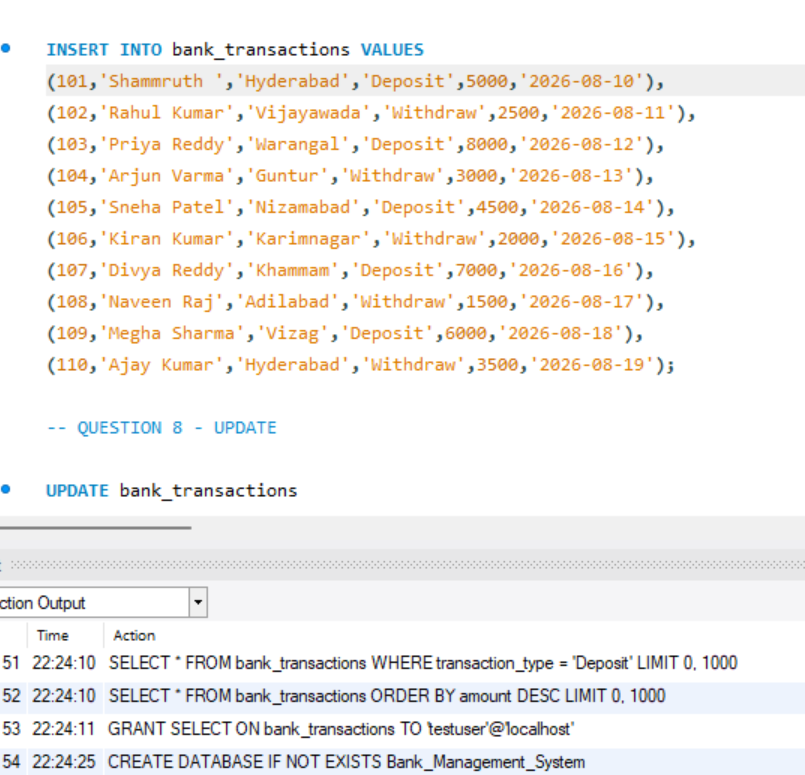 INSERT INTO bank_transactions VALUES
(101,'Shammruth ','Hyderabad','Deposit',5000,'2026-08-10'),
(102,'Rahul Kumar','Vijayawada','Withdraw',2500,'2026-08-11'),
(103,'Priya Reddy','Warangal','Deposit',8000,'2026-08-12'),
(104,'Arjun Varma','Guntur','Withdraw',3000,'2026-08-13'),
(105,'Sneha Patel','Nizamabad','Deposit',4500,'2026-08-14'),
(106,'Kiran Kumar','Karimnagar','Withdraw',2000,'2026-08-15'),
(107,'Divya Reddy','Khammam','Deposit',7000,'2026-08-16'),
(108,'Naveen Raj','Adilabad','Withdraw',1500,'2026-08-17'),
(109,'Megha Sharma','Vizag','Deposit',6000,'2026-08-18'),
(110,'Ajay Kumar','Hyderabad','Withdraw',3500,'2026-08-19');
-- QUESTION 8 - UPDATE
UPDATE bank_transactions
ction Output
Time Action
51 22:24:10 SELECT * FROM bank_transactions WHERE transaction_type = 'Deposit' LIMIT 0, 1000
52 22:24:10 SELECT * FROM bank_transactions ORDER BY amount DESC LIMIT 0, 1000
53 22:24:11 GRANT SELECT ON bank_transactions TO 'testuser'@'localhost'
54 22:24:25 CREATE DATABASE IF NOT EXISTS Bank_Management_System